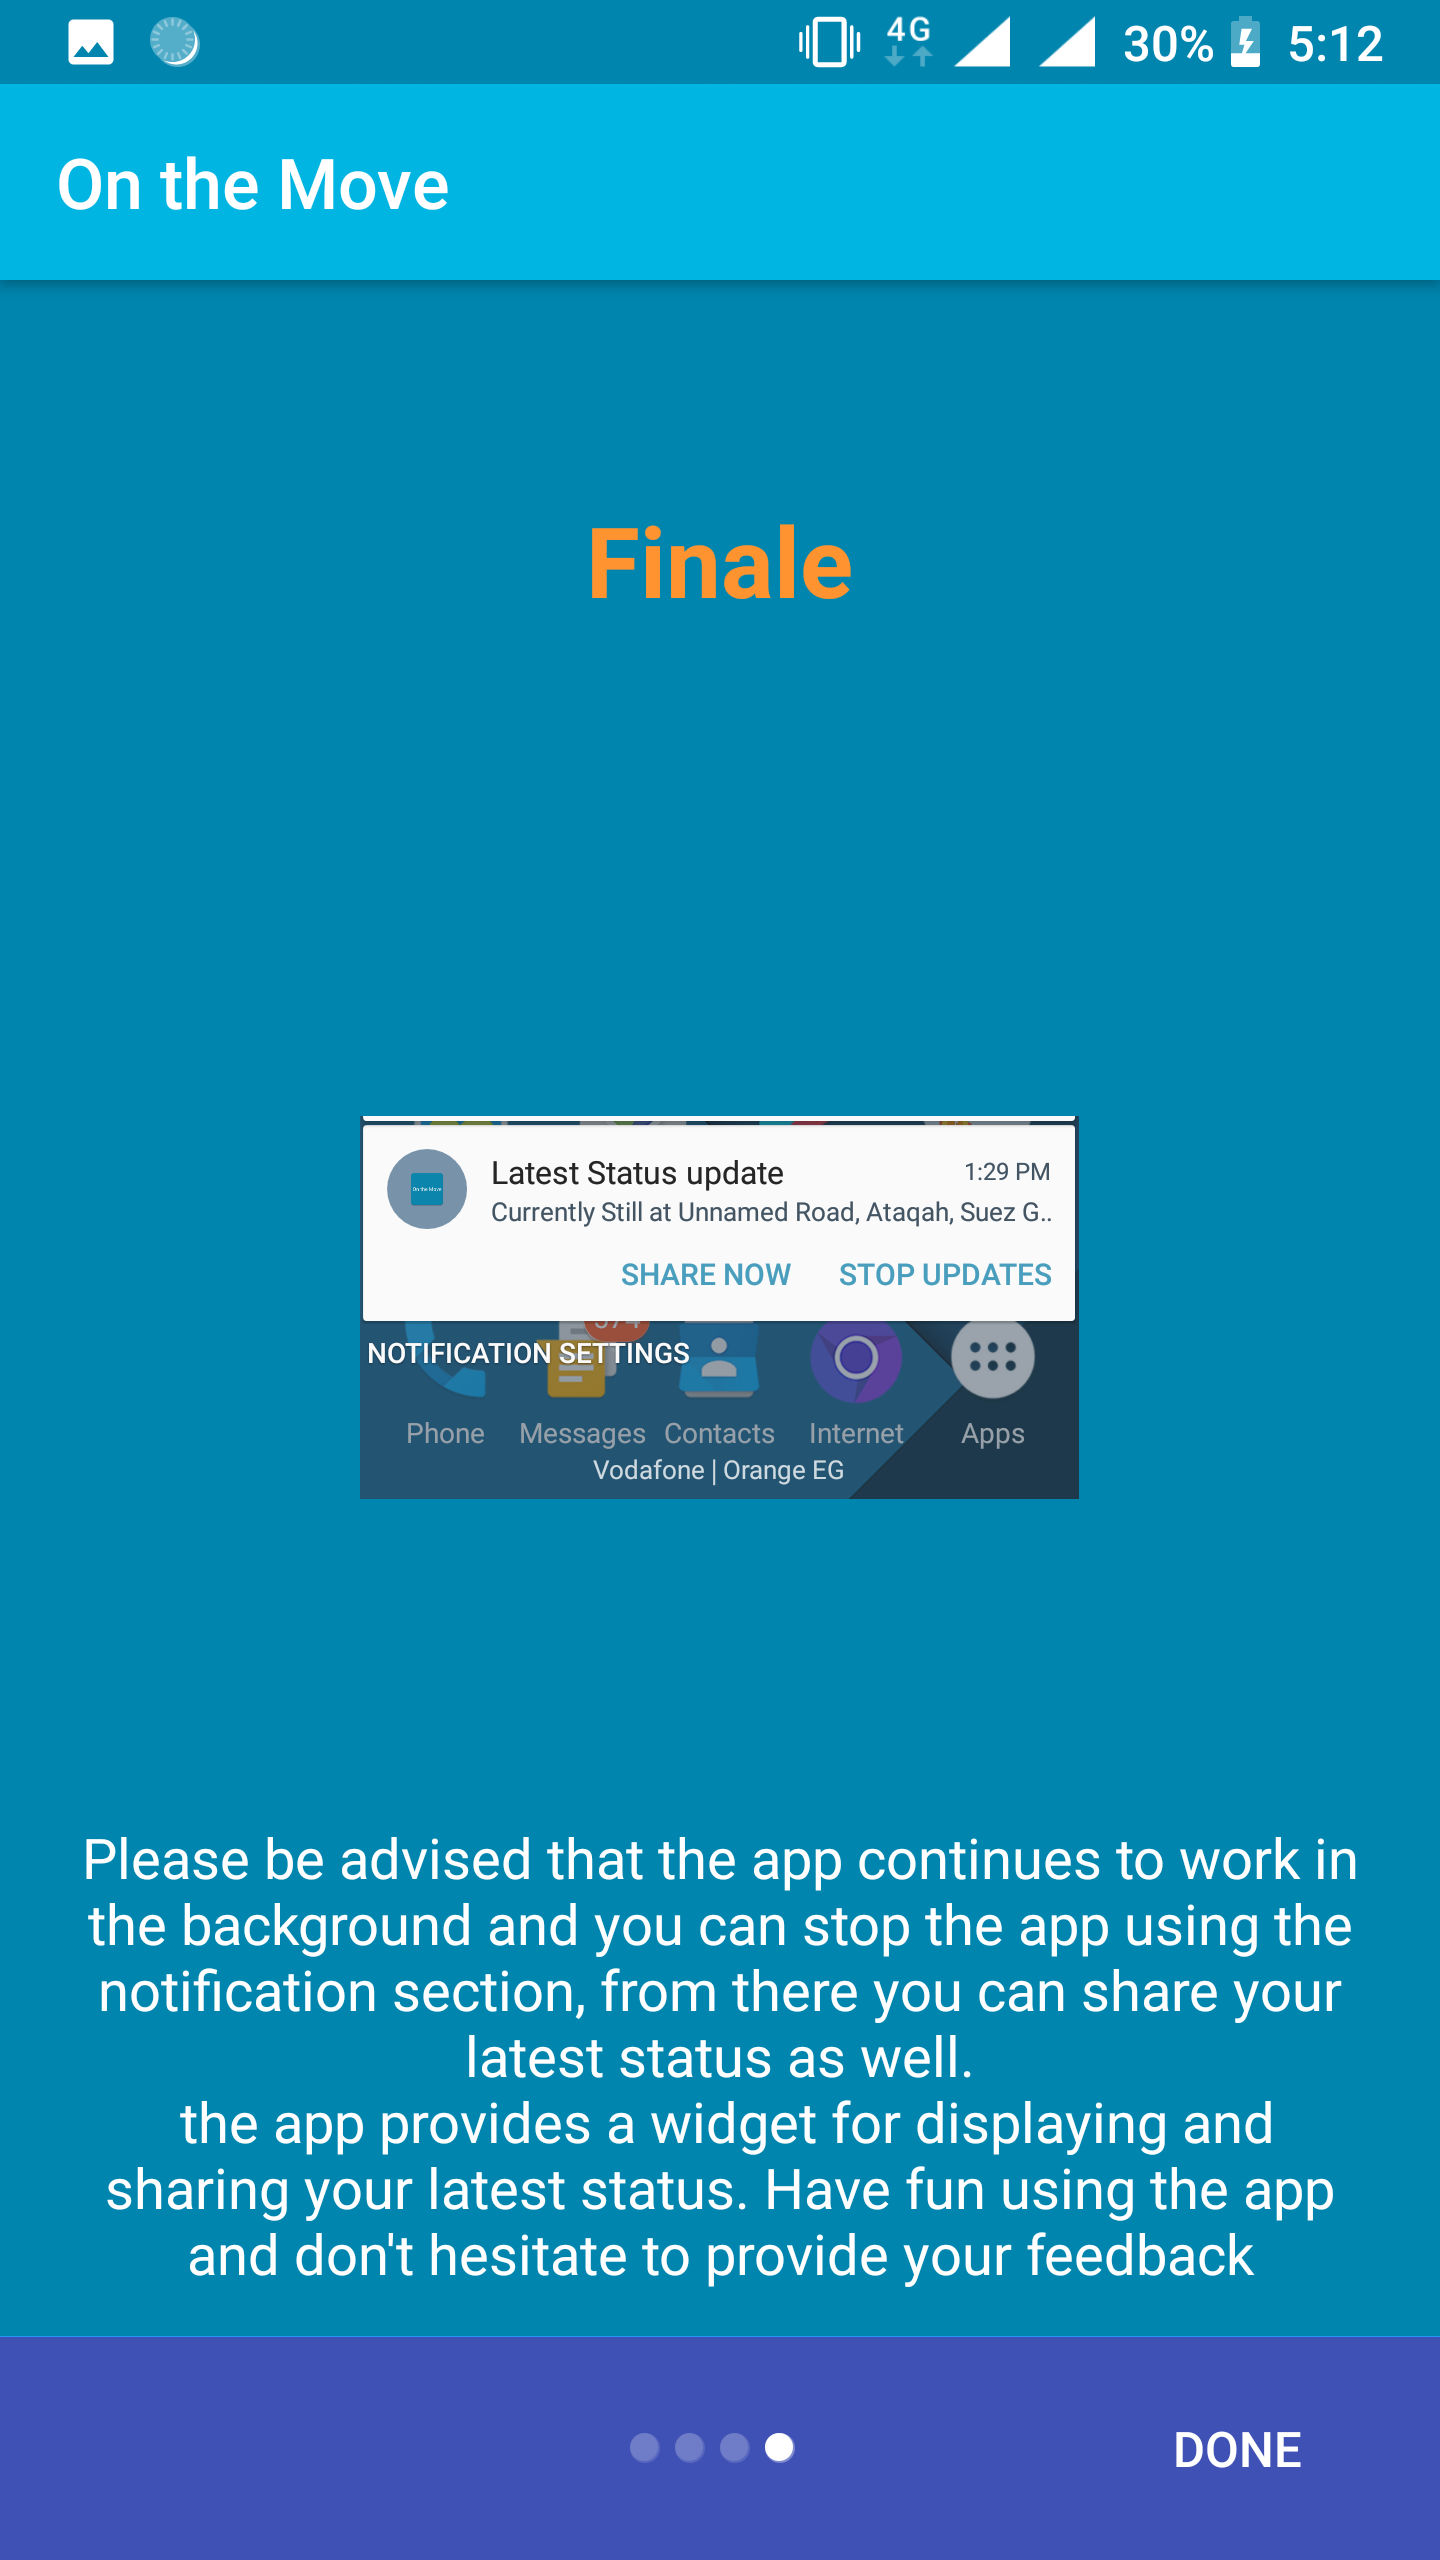 4G 30% 5:12
On the Move
Finale
Latest Status update 1:29 PM
On the Move
Currently Still at Unnamed Road, Ataqah, Suez G..
SHARE NOW STOP UPDATES
NOTIFICATION SETTINGS
Phone Messages Contacts Internet Apps
Vodafone | Orange EG
Please be advised that the app continues to work in
the background and you can stop the app using the
notification section, from there you can share your
latest status as well.
the app provides a widget for displaying and
sharing your latest status. Have fun using the app
and don't hesitate to provide your feedback
DONE